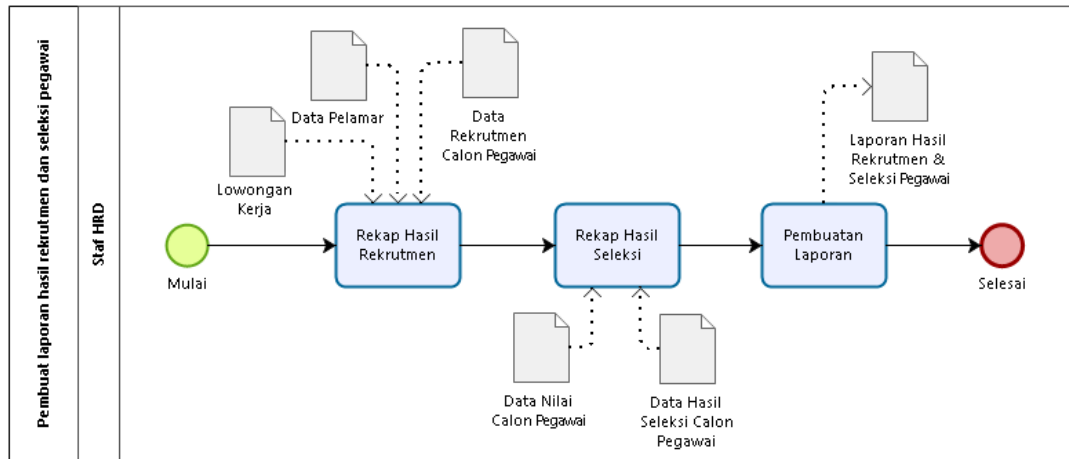 Pembuat laporan hasil rekrutmen dan seleksi pegawai
Staf HRD
Mulai
Lowongan
Kerja
Data Pelamar
Data
Rekrutmen
Calon Pegawai
Rekap Hasil
Rekrutmen
Rekap Hasil
Seleksi
Data Nilai
Calon Pegawai
Data Hasil
Seleksi Calon
Pegawai
Pembuatan
Laporan
Laporan Hasil
Rekrutmen &
Seleksi Pegawai
Selesai